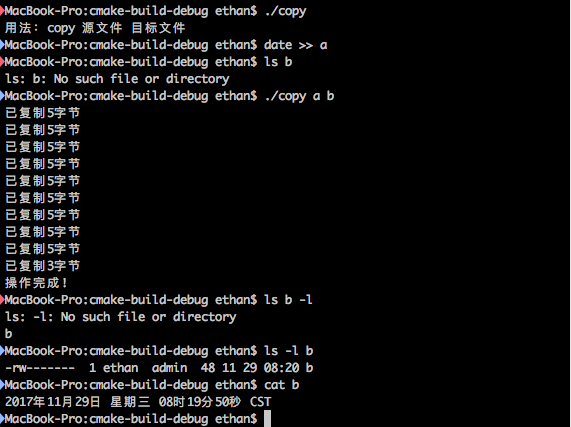 MacBook-Pro:cmake-build-debug ethan$ ./copy
用法: copy 源文件 目标文件
MacBook-Pro:cmake-build-debug ethan$ date >> a
MacBook-Pro:cmake-build-debug ethan$ ls b
ls: b: No such file or directory
MacBook-Pro:cmake-build-debug ethan$ ./copy a b
已复制5字节
已复制5字节
已复制5字节
已复制5字节
已复制5字节
已复制5字节
已复制5字节
已复制5字节
已复制5字节
已复制3字节
操作完成!
MacBook-Pro:cmake-build-debug ethan$ ls b -l
ls: -l: No such file or directory
b
MacBook-Pro:cmake-build-debug ethan$ ls -l b
-rw-------  1 ethan  admin  48 11 29 08:20 b
MacBook-Pro:cmake-build-debug ethan$ cat b
2017年11月29日 星期三 08时19分50秒 CST
MacBook-Pro:cmake-build-debug ethan$